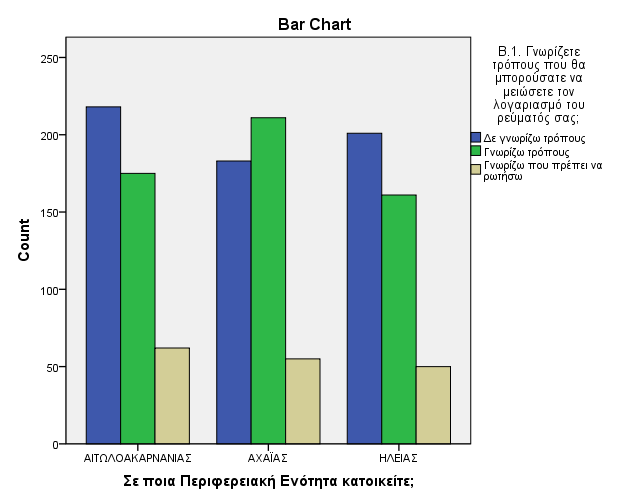 Bar Chart
250
200
150
100
50
0
Count
ΑΙΤΩΛΟΑΚΑΡΝΑΝΙΑΣ
ΑΧΑΪΑΣ
ΗΛΕΙΑΣ
Σε ποια Περιφερειακή Ενότητα κατοικείτε;
Β.1. Γνωρίζετε
τρόπους που θα
μπορούσατε να
μειώσετε τον
λογαριασμό του
ρεύματός σας;
Δε γνωρίζω τρόπους
Γνωρίζω τρόπους
Γνωρίζω που πρέπει να
ρωτήσω